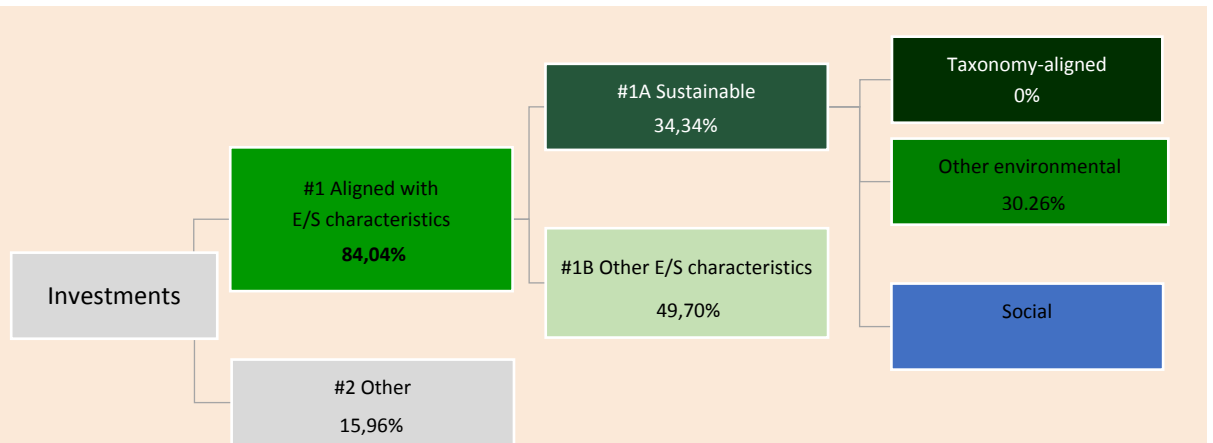 Investments
#1 Aligned with
E/S characteristics
84,04%
#2 Other
15,96%
#1A Sustainable
34,34%
#1B Other E/S characteristics
49,70%
Taxonomy-aligned
0%
Other environmental
30.26%
Social